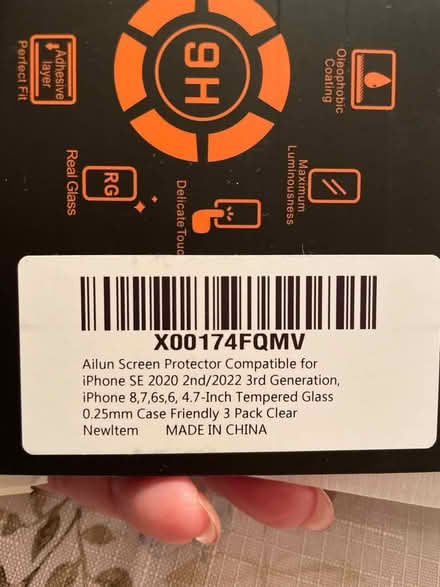 9H
Adhesive
layer
Perfect Fit
Oleophobic
Coating
RG
Real Glass
Delicate Touc
Maximum
Luminousness
X00174FQMV
Ailun Screen Protector Compatible for
iPhone SE 2020 2nd/2022 3rd Generation,
iPhone 8,7,6s,6, 4.7-Inch Tempered Glass
0.25mm Case Friendly 3 Pack Clear
NewItem MADE IN CHINA